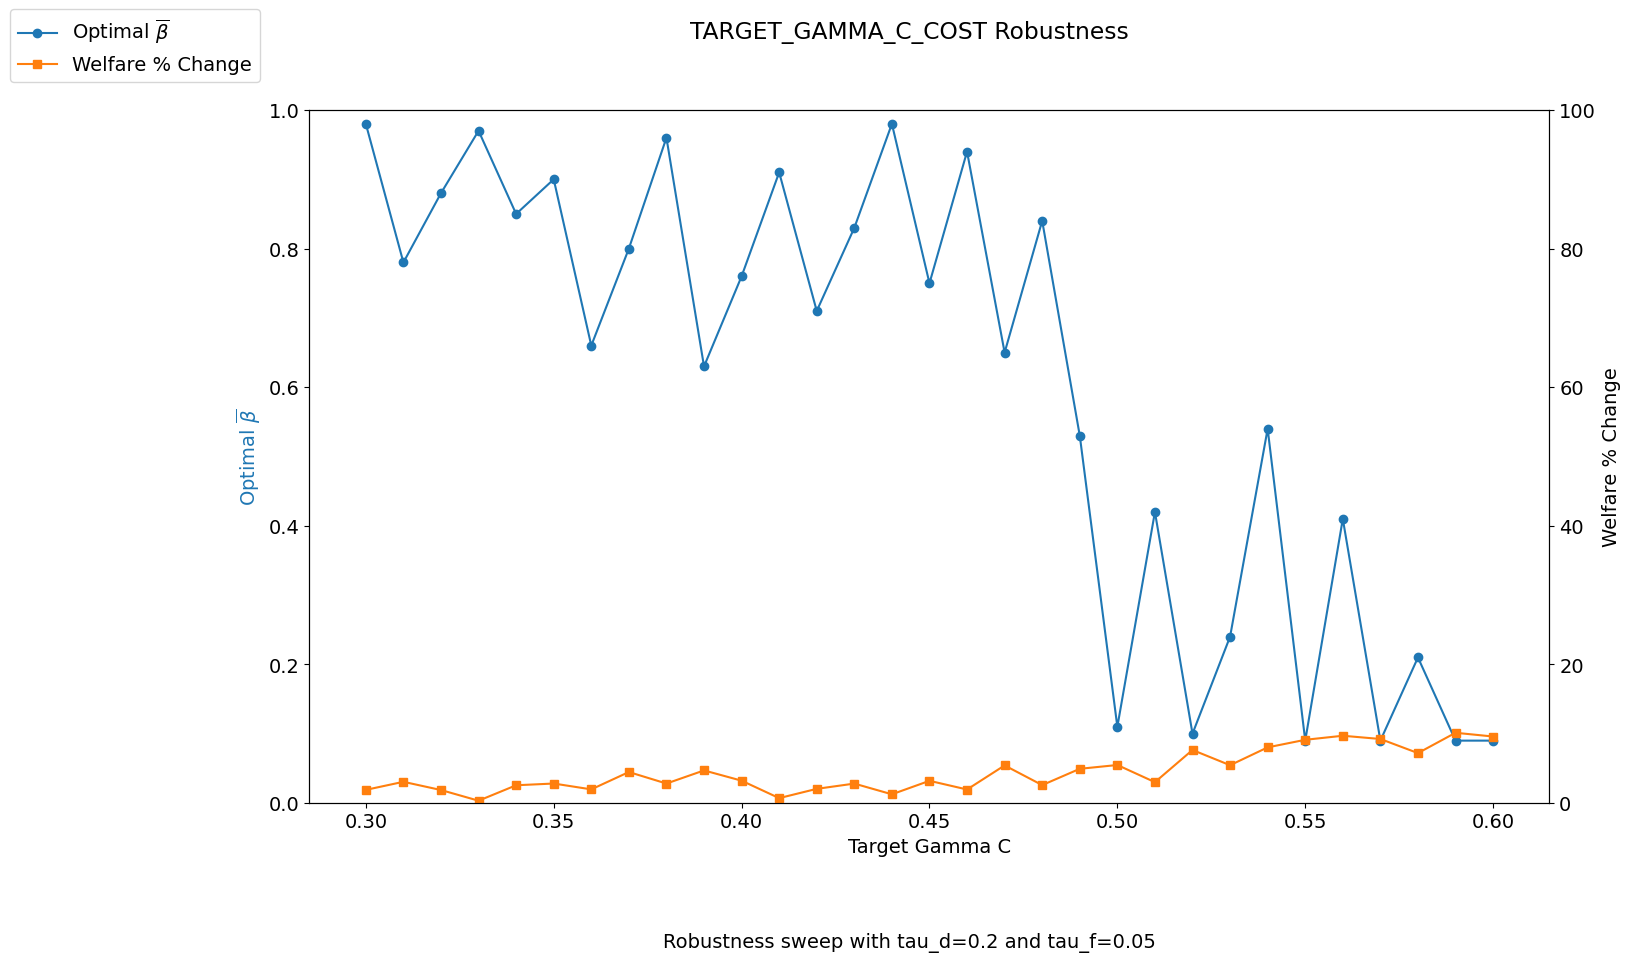 Optimal β̅
Welfare % Change
TARGET_GAMMA_C_COST Robustness
1.0
0.8
0.6
0.4
0.2
0.0
Optimal β̅
100
80
60
40
20
0
Welfare % Change
0.30 0.35 0.40 0.45 0.50 0.55 0.60
Target Gamma C
Robustness sweep with tau_d=0.2 and tau_f=0.05